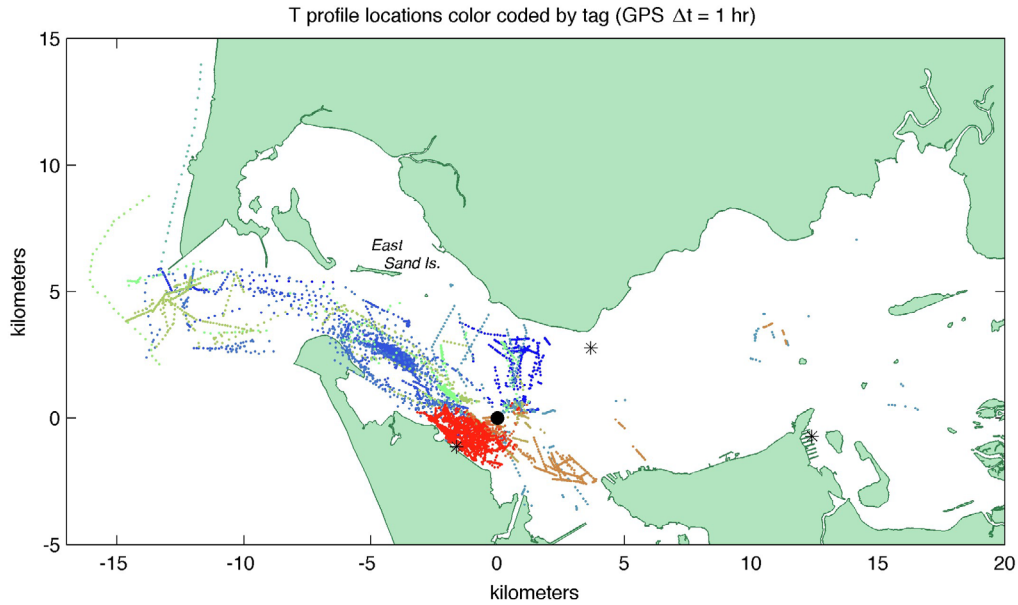 T profile locations color coded by tag (GPS Δt = 1 hr)
15
10
5
0
-5
kilometers
East
Sand Is.
-15
-10
-5
0
5
10
15
20
kilometers